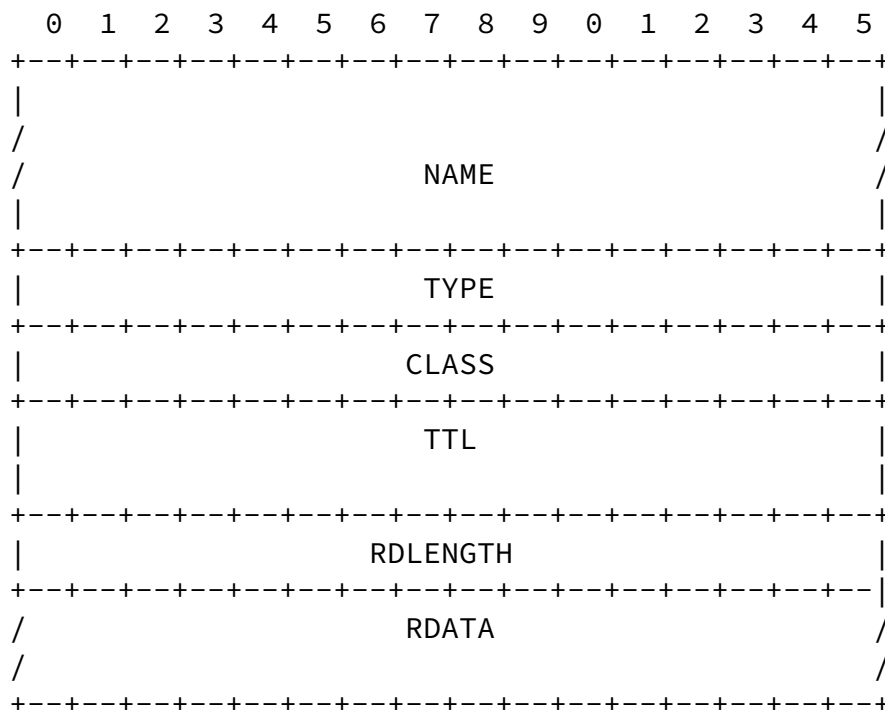 0 1 2 3 4 5 6 7 8 9 0 1 2 3 4 5
+--+--+--+--+--+--+--+--+--+--+--+--+--+--+--+--+
| |
/ /
/ NAME /
| |
+--+--+--+--+--+--+--+--+--+--+--+--+--+--+--+--+
| TYPE |
+--+--+--+--+--+--+--+--+--+--+--+--+--+--+--+--+
| CLASS |
+--+--+--+--+--+--+--+--+--+--+--+--+--+--+--+--+
| TTL |
| |
+--+--+--+--+--+--+--+--+--+--+--+--+--+--+--+--+
| RDLENGTH |
+--+--+--+--+--+--+--+--+--+--+--+--+--+--+--+--|
/ RDATA /
/ /
+--+--+--+--+--+--+--+--+--+--+--+--+--+--+--+--+